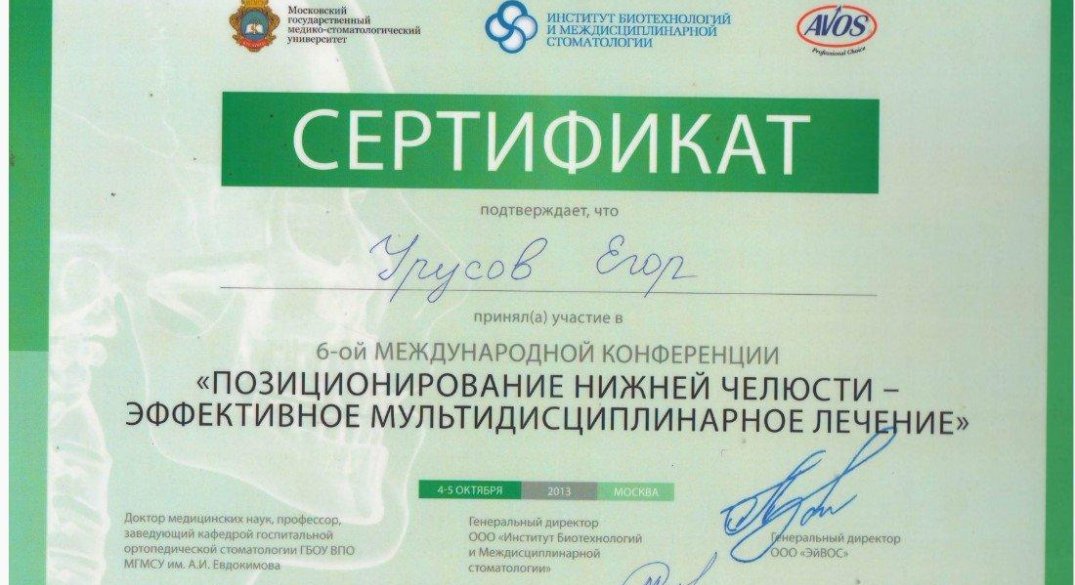 Московский
государственный
медико-стоматологический
университет
ИНСТИТУТ БИОТЕХНОЛОГИЙ
И МЕЖДИСЦИПЛИНАРНОЙ
СТОМАТОЛОГИИ
AVOS
Professional Choice
СЕРТИФИКАТ
подтверждает, что
Урусов Егор
принял(а) участие в
6-ой МЕЖДУНАРОДНОЙ КОНФЕРЕНЦИИ
«ПОЗИЦИОНИРОВАНИЕ НИЖНЕЙ ЧЕЛЮСТИ –
ЭФФЕКТИВНОЕ МУЛЬТИДИСЦИПЛИНАРНОЕ ЛЕЧЕНИЕ»
4-5 ОКТЯБРЯ 2013 МОСКВА
Доктор медицинских наук, профессор,
заведующий кафедрой госпитальной
ортопедической стоматологии ГБОУ ВПО
МГМСУ им. А.И. Евдокимова
Генеральный директор
ООО «Институт Биотехнологий
и Междисциплинарной
стоматологии»
Генеральный директор
ООО «ЭйВОС»